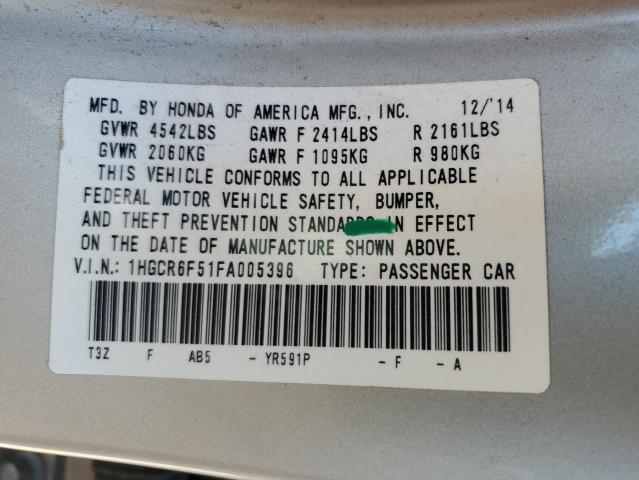 MFD. BY HONDA OF AMERICA MFG., INC. 12/'14
GVWR 4542LBS GAWR F 2414LBS R 2161LBS
GVWR 2060KG GAWR F 1095KG R 980KG
THIS VEHICLE CONFORMS TO ALL APPLICABLE
FEDERAL MOTOR VEHICLE SAFETY, BUMPER,
AND THEFT PREVENTION STANDARDS IN EFFECT
ON THE DATE OF MANUFACTURE SHOWN ABOVE.
V.I.N.: 1HGCR6F51FA005396 TYPE: PASSENGER CAR
T3Z F AB5 - YR591P - F - A